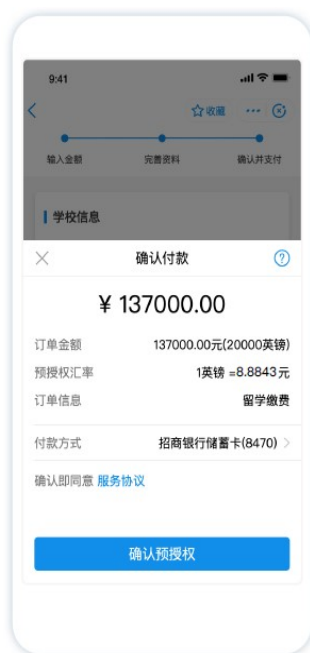 9:41
收藏
输入金额 完善资料 确认并支付
学校信息
确认付款
¥ 137000.00
订单金额 137000.00元(20000英镑)
预授权汇率 1英镑 =8.8843元
订单信息 留学缴费
付款方式 招商银行储蓄卡(8470)
确认即同意 服务协议
确认预授权